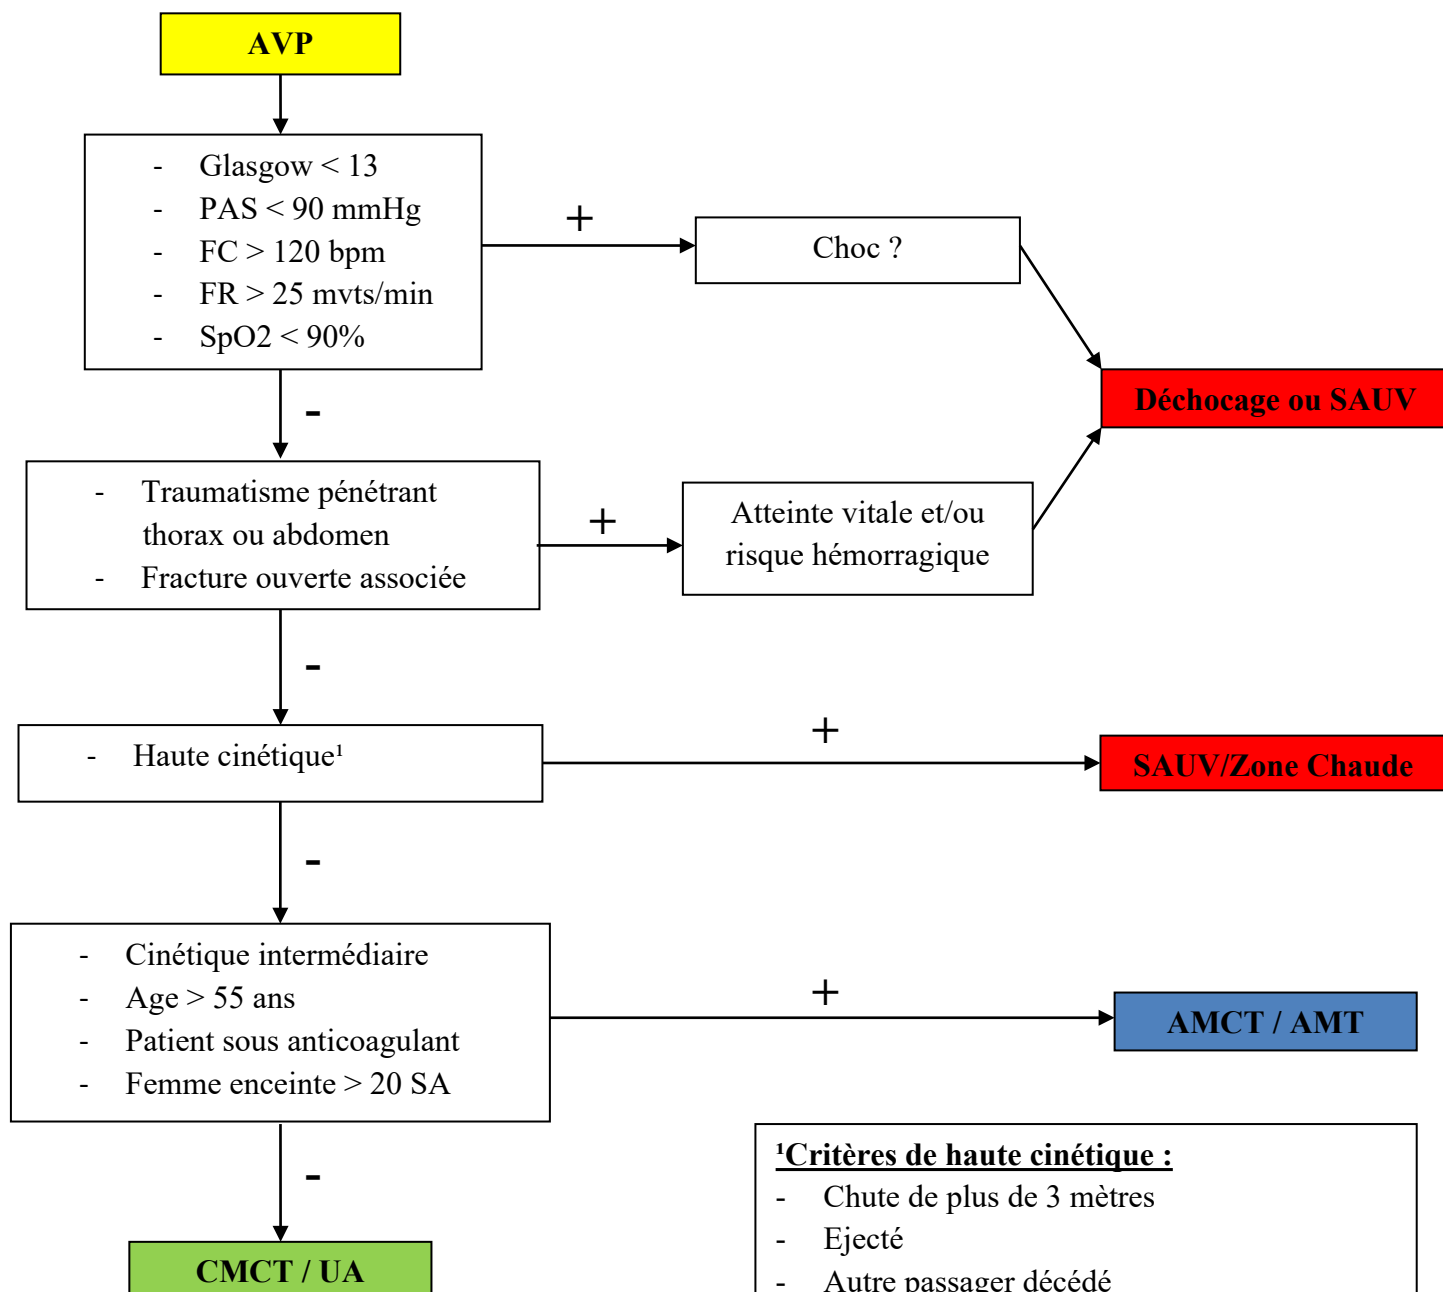 AVP
- Glasgow < 13
- PAS < 90 mmHg
- FC > 120 bpm
- FR > 25 mvts/min
- SpO2 < 90%
+
Choc ?
Déchocage ou SAUV
-
- Traumatisme pénétrant
thorax ou abdomen
- Fracture ouverte associée
+
Atteinte vitale et/ou
risque hémorragique
-
- Haute cinétique¹
+
SAUV/Zone Chaude
-
- Cinétique intermédiaire
- Age > 55 ans
- Patient sous anticoagulant
- Femme enceinte > 20 SA
+
AMCT / AMT
-
CMCT / UA
¹Critères de haute cinétique :
- Chute de plus de 3 mètres
- Ejecté
- Autre passager décédé